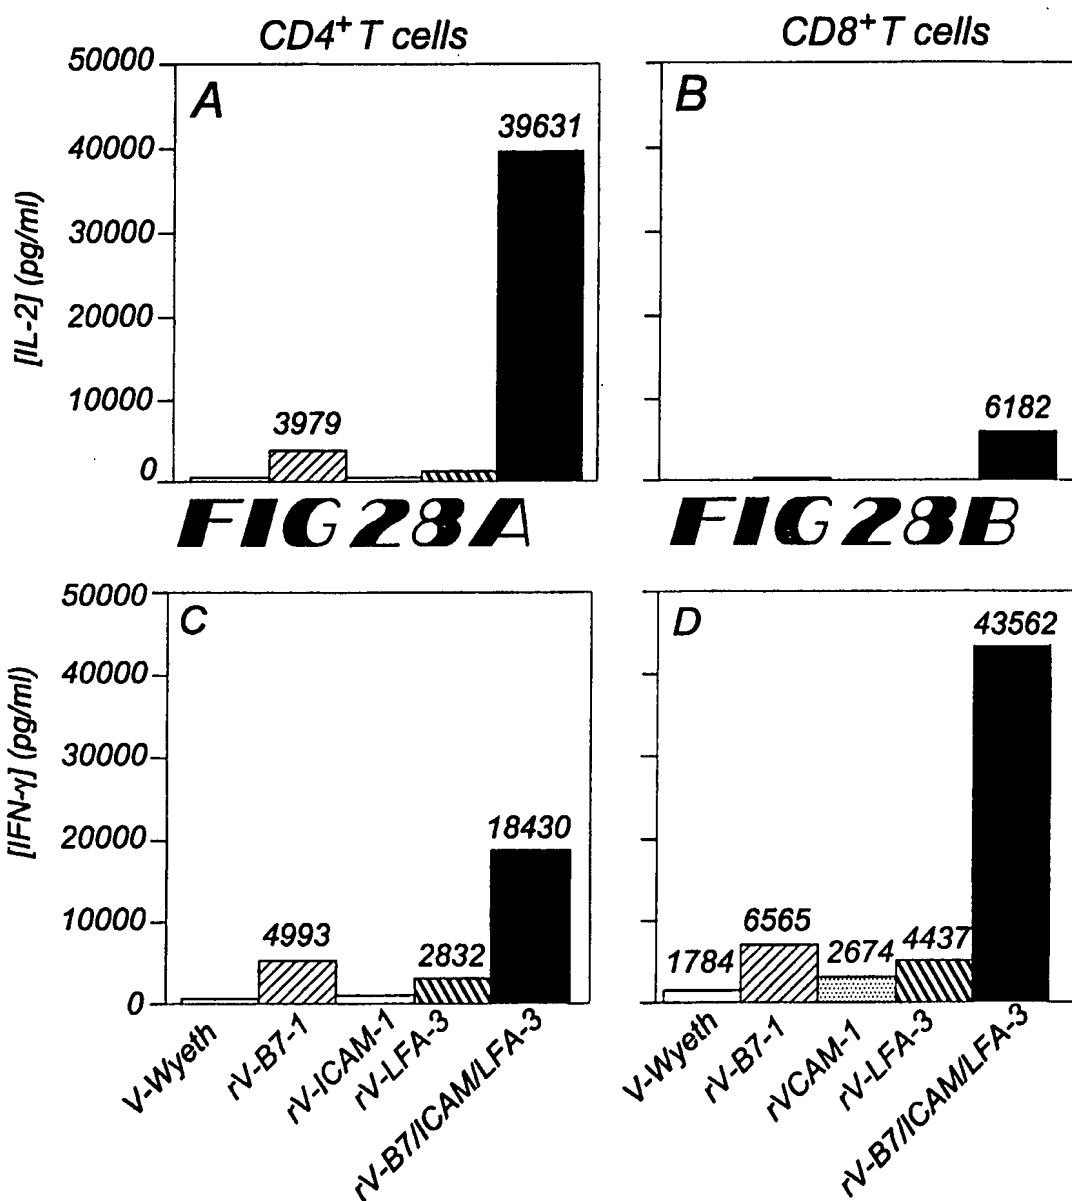 CD4+ T cells
CD8+ T cells
[IL-2] (pg/ml)
50000
40000
30000
20000
10000
0
A
3979
39631
B
6182
FIG 28A
FIG 28B
[IFN-γ] (pg/ml)
50000
40000
30000
20000
10000
0
C
4993
2832
18430
D
1784
6565
2674
4437
43562
V-Wyeth
rV-B7-1
rV-ICAM-1
rV-LFA-3
rV-B7/ICAM/LFA-3
V-Wyeth
rV-B7-1
rVCAM-1
rV-LFA-3
rV-B7/ICAM/LFA-3